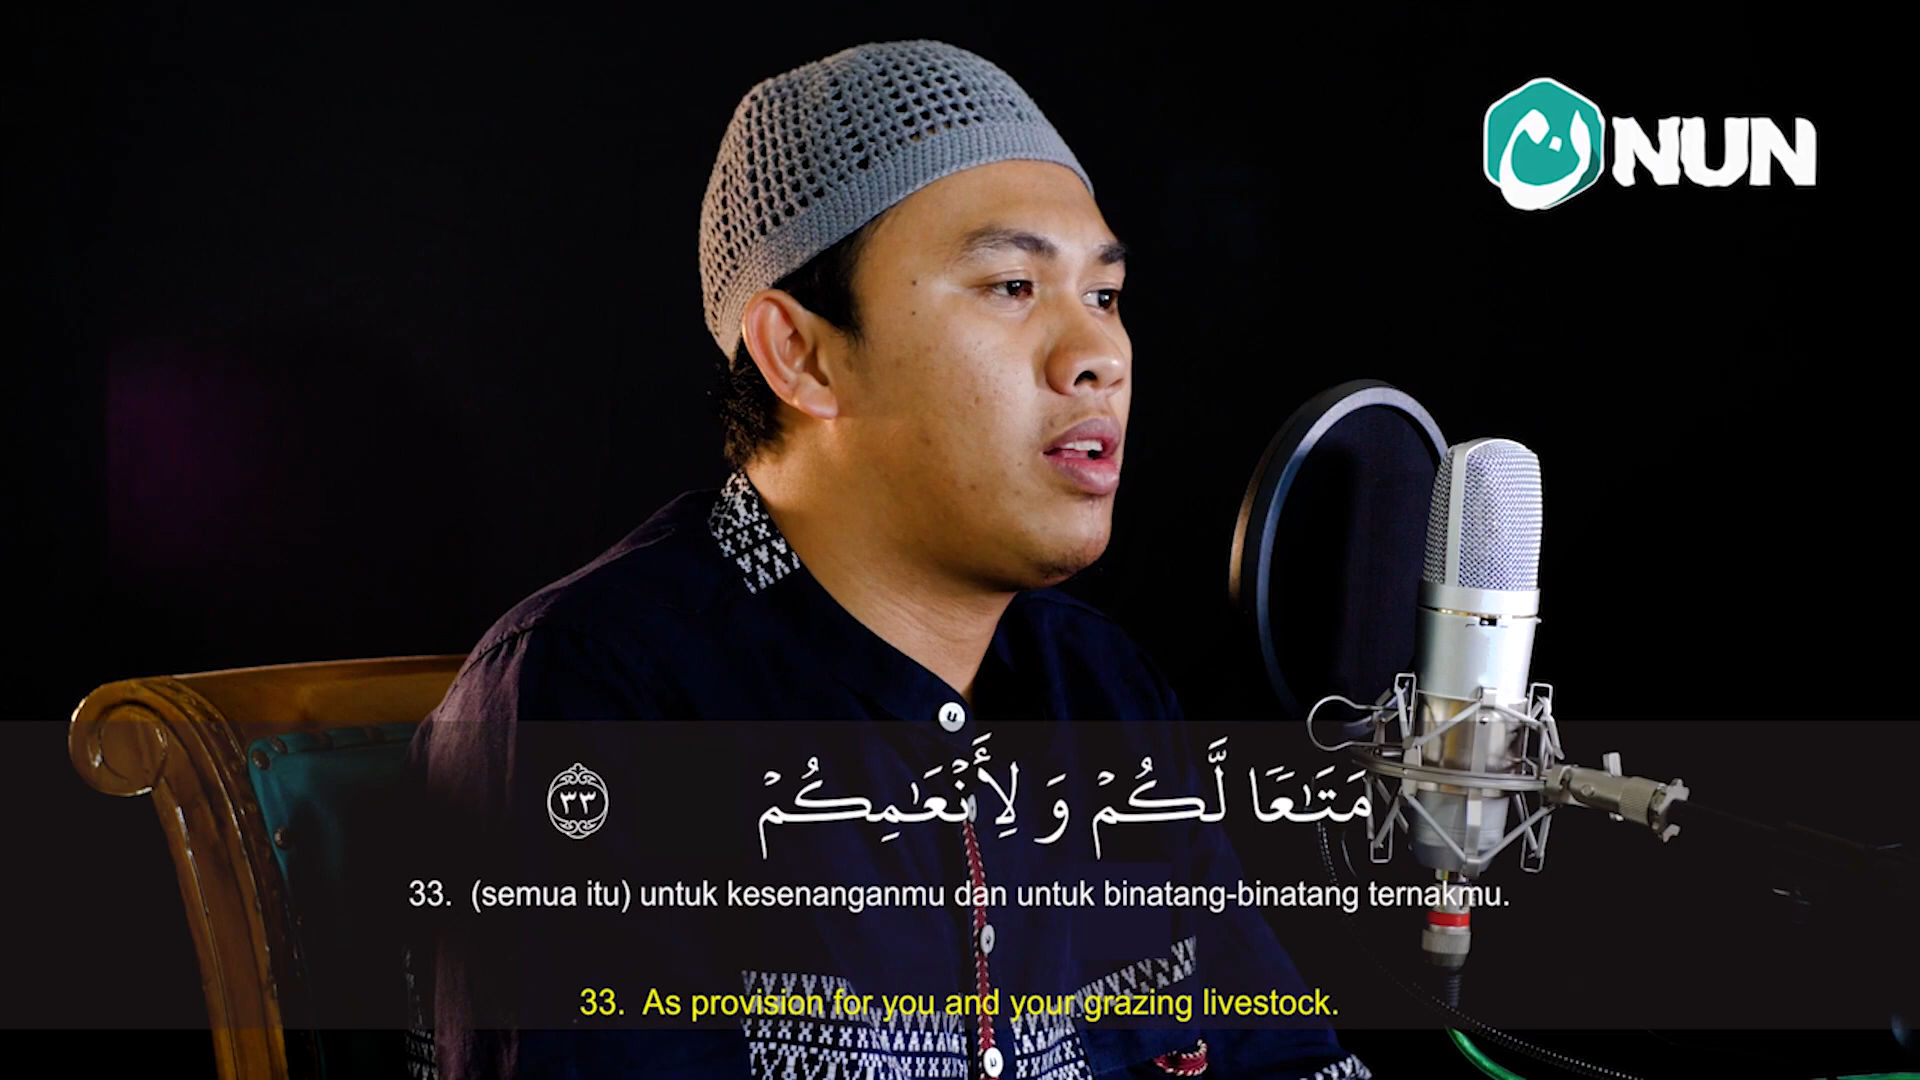 NUN
مَتَـٰعًا لَّكُمْ وَ لِأَنْعَـٰمِكُمْ ٣٣
33. (semua itu) untuk kesenanganmu dan untuk binatang-binatang ternakmu.
33. As provision for you and your grazing livestock.